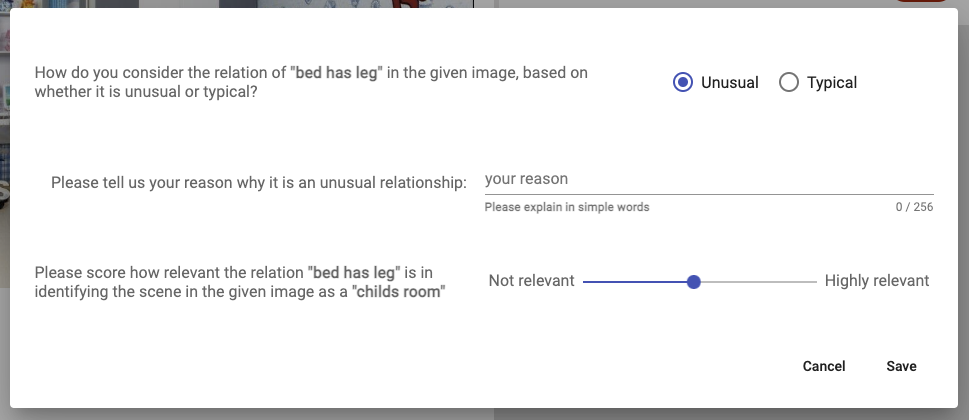 How do you consider the relation of "bed has leg" in the given image, based on
whether it is unusual or typical?
Unusual
Typical
Please tell us your reason why it is an unusual relationship:
your reason
Please explain in simple words
0 / 256
Please score how relevant the relation "bed has leg" is in
identifying the scene in the given image as a "childs room"
Not relevant
Highly relevant
Cancel
Save